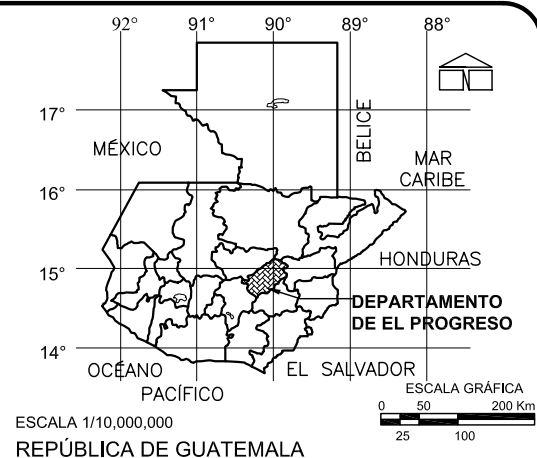 92° 91° 90° 89° 88°
17°
MÉXICO
BELICE
MAR
CARIBE
16°
HONDURAS
15°
DEPARTAMENTO
DE EL PROGRESO
14°
OCÉANO
PACÍFICO
EL SALVADOR
ESCALA GRÁFICA
0 50 200 Km
25 100
ESCALA 1/10,000,000
REPÚBLICA DE GUATEMALA